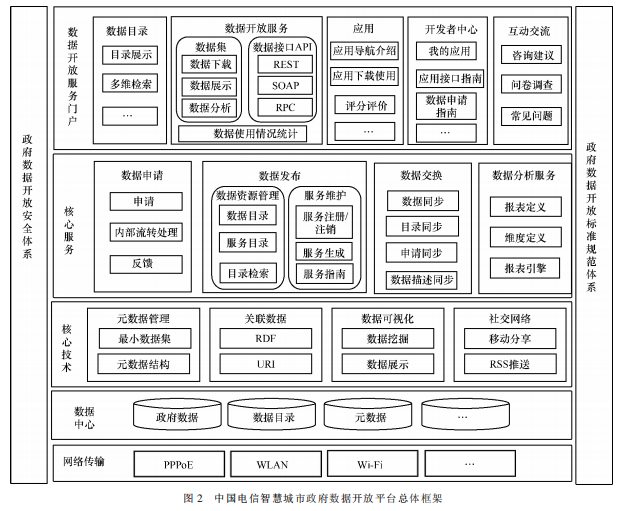 政府数据开放安全体系
数据开放服务门户
数据目录
目录展示
多维检索
…
数据开放服务
数据集
数据下载
数据展示
数据分析
数据接口API
REST
SOAP
RPC
数据使用情况统计
应用
应用导航介绍
应用下载使用
评分评价
…
开发者中心
我的应用
应用接口指南
数据申请
指南
…
互动交流
咨询建议
问卷调查
常见问题
核心服务
数据申请
申请
内部流转处理
反馈
数据发布
数据资源管理
数据目录
服务目录
目录检索
服务维护
服务注册/
注销
服务生成
服务指南
数据交换
数据同步
目录同步
申请同步
数据描述同步
数据分析服务
报表定义
维度定义
报表引擎
核心技术
元数据管理
最小数据集
元数据结构
关联数据
RDF
URI
数据可视化
数据挖掘
数据展示
社交网络
移动分享
RSS推送
数据
中心
政府数据
数据目录
元数据
…
网络传输
PPPoE
WLAN
Wi-Fi
…
政府数据开放标准规范体系
图 2 中国电信智慧城市政府数据开放平台总体框架